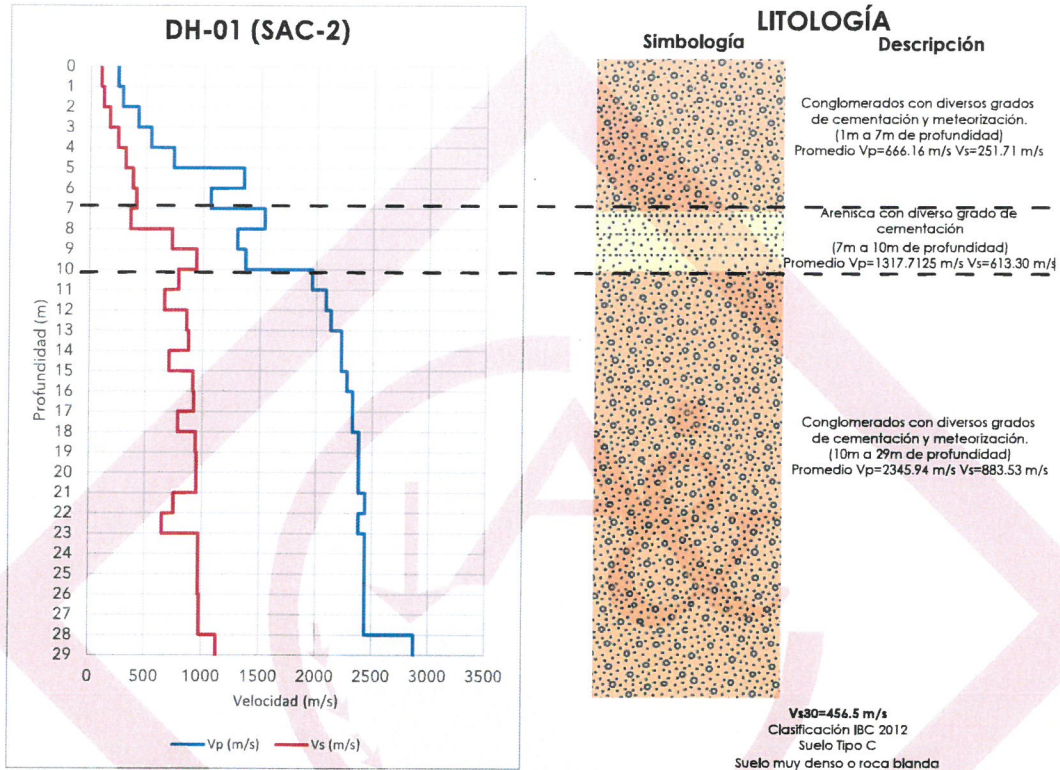 DH-01 (SAC-2)
0
1
2
3
4
5
6
7
8
9
10
11
12
13
14
15
16
17
18
19
20
21
22
23
24
25
26
27
28
29
Profundidad (m)
0 500 1000 1500 2000 2500 3000 3500
Velocidad (m/s)
Vp (m/s) Vs (m/s)
LITOLOGÍA
Simbología Descripción
Conglomerados con diversos grados
de cementación y meteorización.
(1m a 7m de profundidad)
Promedio Vp=666.16 m/s Vs=251.71 m/s
Arenisca con diverso grado de
cementación
(7m a 10m de profundidad)
Promedio Vp=1317.7125 m/s Vs=613.30 m/s
Conglomerados con diversos grados
de cementación y meteorización.
(10m a 29m de profundidad)
Promedio Vp=2345.94 m/s Vs=883.53 m/s
Vs30=456.5 m/s
Clasificación IBC 2012
Suelo Tipo C
Suelo muy denso o roca blanda